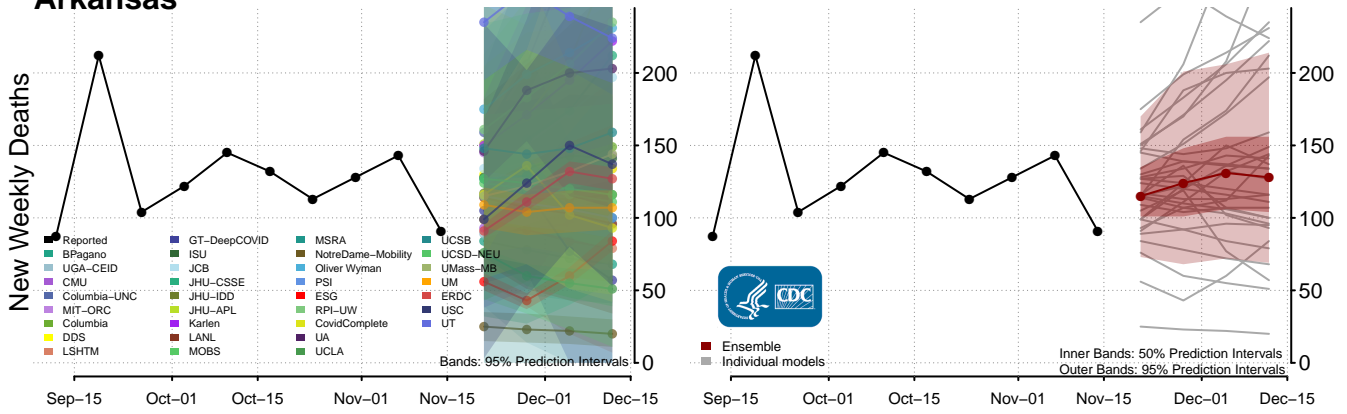 Arkansas
New Weekly Deaths
200
150
100
50
0
Reported
BPagano
UGA−CEID
CMU
Columbia−UNC
MIT−ORC
Columbia
DDS
LSHTM
GT−DeepCOVID
ISU
JCB
JHU−CSSE
JHU−IDD
JHU−APL
Karlen
LANL
MOBS
MSRA
NotreDame−Mobility
Oliver Wyman
PSI
ESG
RPI−UW
CovidComplete
UA
UCLA
UCSB
UCSD−NEU
UMass−MB
UM
ERDC
USC
UT
Bands: 95% Prediction Intervals
Sep−15 Oct−01 Oct−15 Nov−01 Nov−15 Dec−01 Dec−15
200
150
100
50
0
CDC
Ensemble
Individual models
Inner Bands: 50% Prediction Intervals
Outer Bands: 95% Prediction Intervals
Sep−15 Oct−01 Oct−15 Nov−01 Nov−15 Dec−01 Dec−15